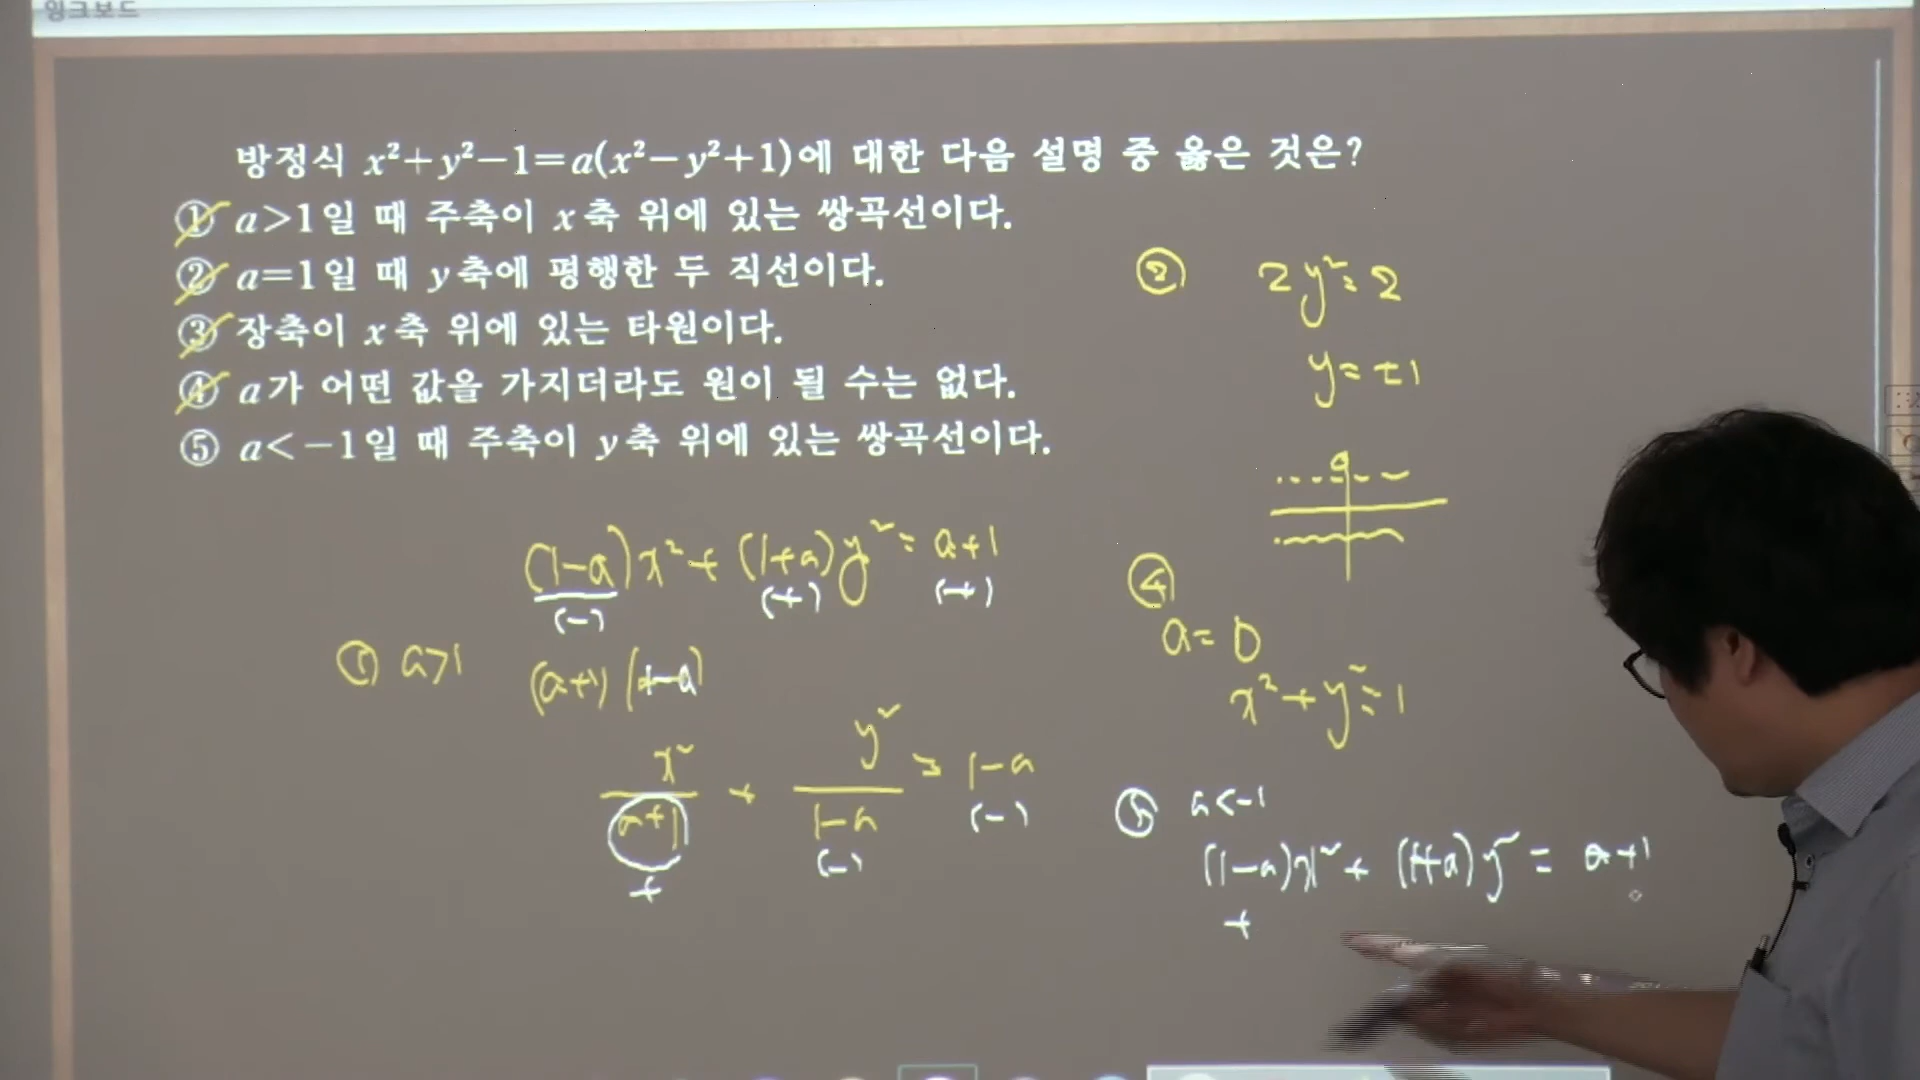 잉크보드
방정식 x²+y²−1=a(x²−y²+1)에 대한 다음 설명 중 옳은 것은?
① a>1일 때 주축이 x축 위에 있는 쌍곡선이다.
② a=1일 때 y축에 평행한 두 직선이다.
③ 장축이 x축 위에 있는 타원이다.
④ a가 어떤 값을 가지더라도 원이 될 수는 없다.
⑤ a<−1일 때 주축이 y축 위에 있는 쌍곡선이다.
(1-a)x²+(1+a)y²=a+1
(-) (+) (+)
① a>1 (a+1)(1-a)
x²/(a+1) + y²/(1-a) = 1-a
+ (-) (-)
② 2y²=2
y=±1
④
a=0
x²+y²=1
⑤ a<-1
(1-a)x²+(1+a)y²=a+1
+